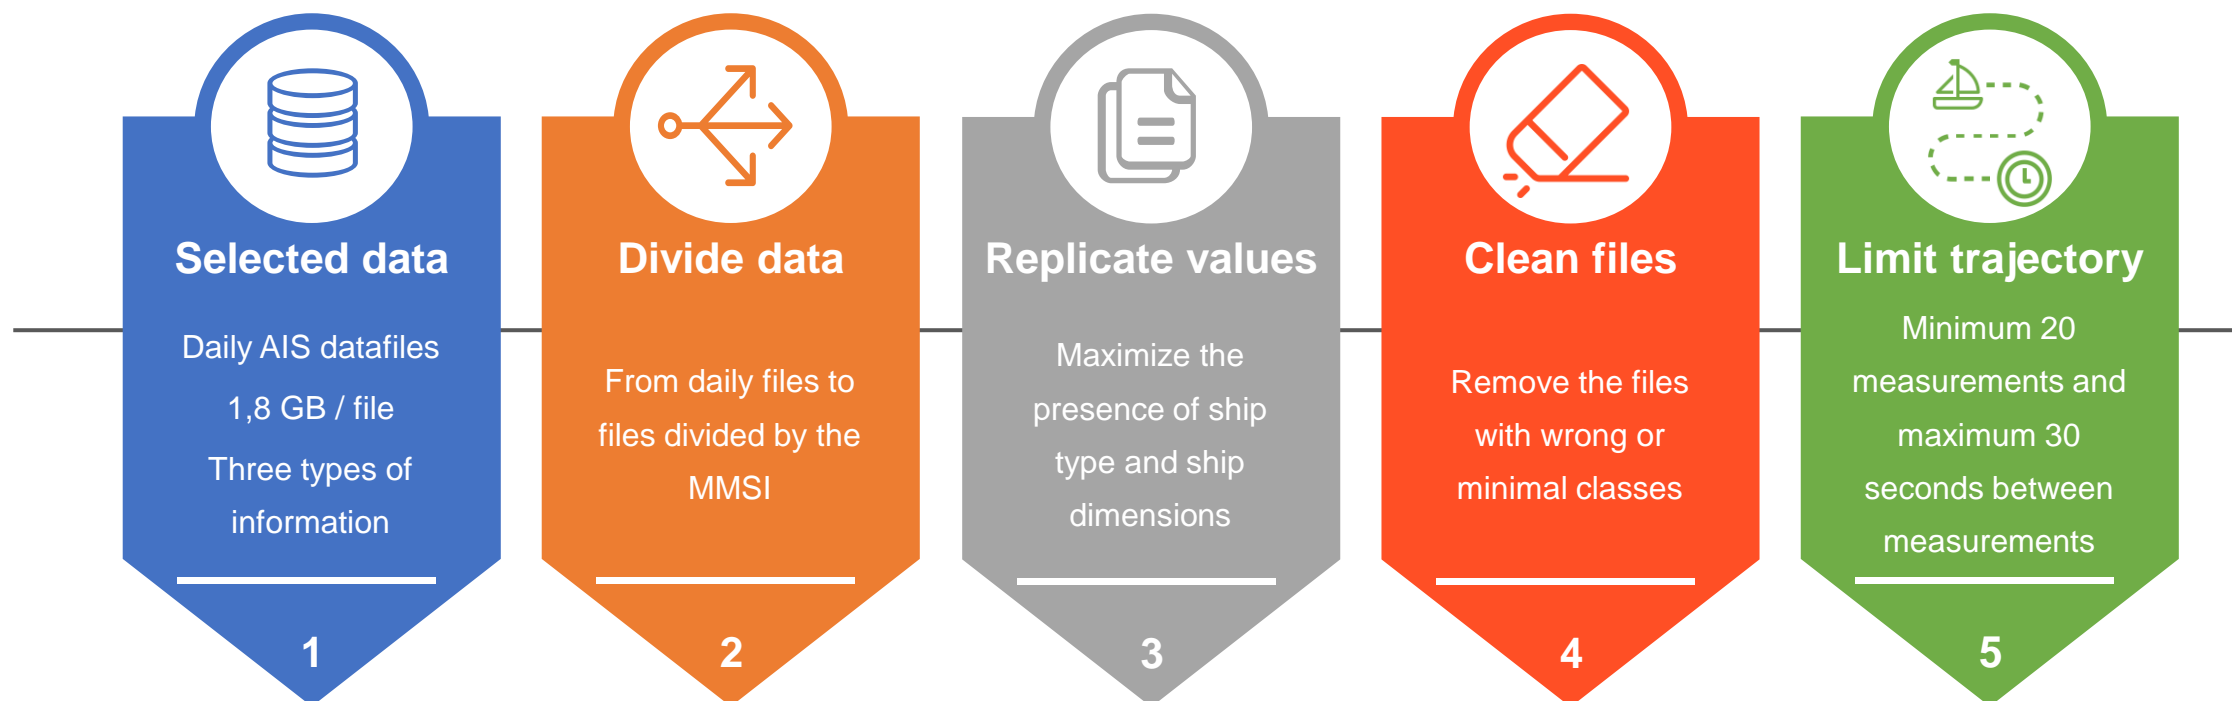 Selected data
Daily AIS datafiles
1,8 GB / file
Three types of
information
1
Divide data
From daily files to
files divided by the
MMSI
2
Replicate values
Maximize the
presence of ship
type and ship
dimensions
3
Clean files
Remove the files
with wrong or
minimal classes
4
Limit trajectory
Minimum 20
measurements and
maximum 30
seconds between
measurements
5